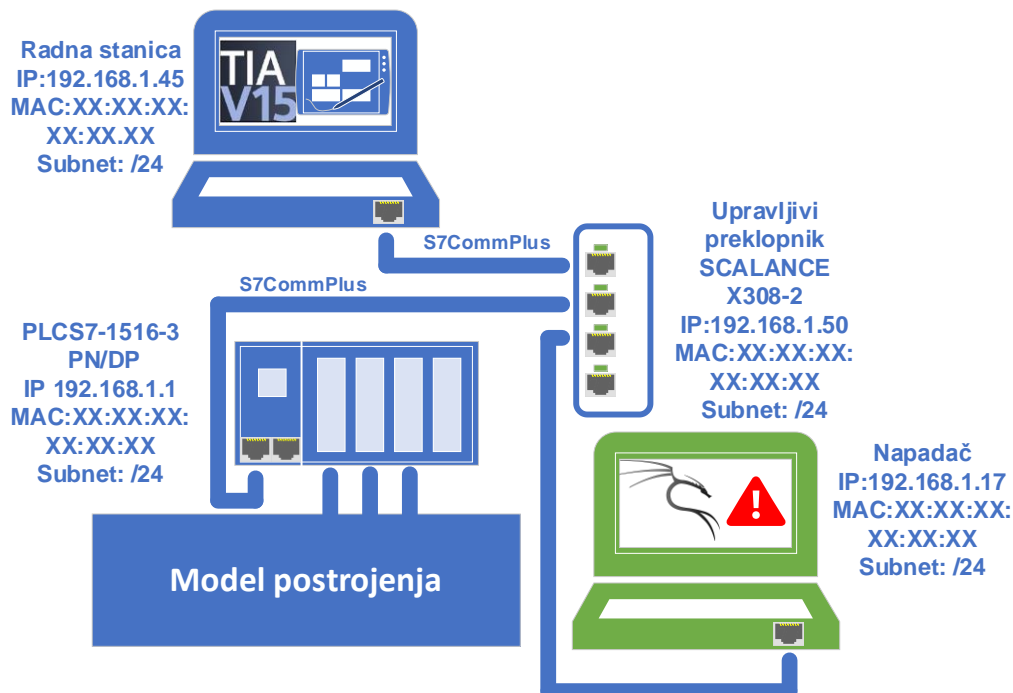 Radna stanica
IP:192.168.1.45
MAC:XX:XX:XX:
XX:XX.XX
Subnet: /24
TIA
V15
S7CommPlus
S7CommPlus
Upravljivi
preklopnik
SCALANCE
X308-2
IP:192.168.1.50
MAC:XX:XX:XX:
XX:XX:XX
Subnet: /24
PLCS7-1516-3
PN/DP
IP 192.168.1.1
MAC:XX:XX:XX:
XX:XX:XX
Subnet: /24
Model postrojenja
Napadač
IP:192.168.1.17
MAC:XX:XX:XX:
XX:XX:XX
Subnet: /24